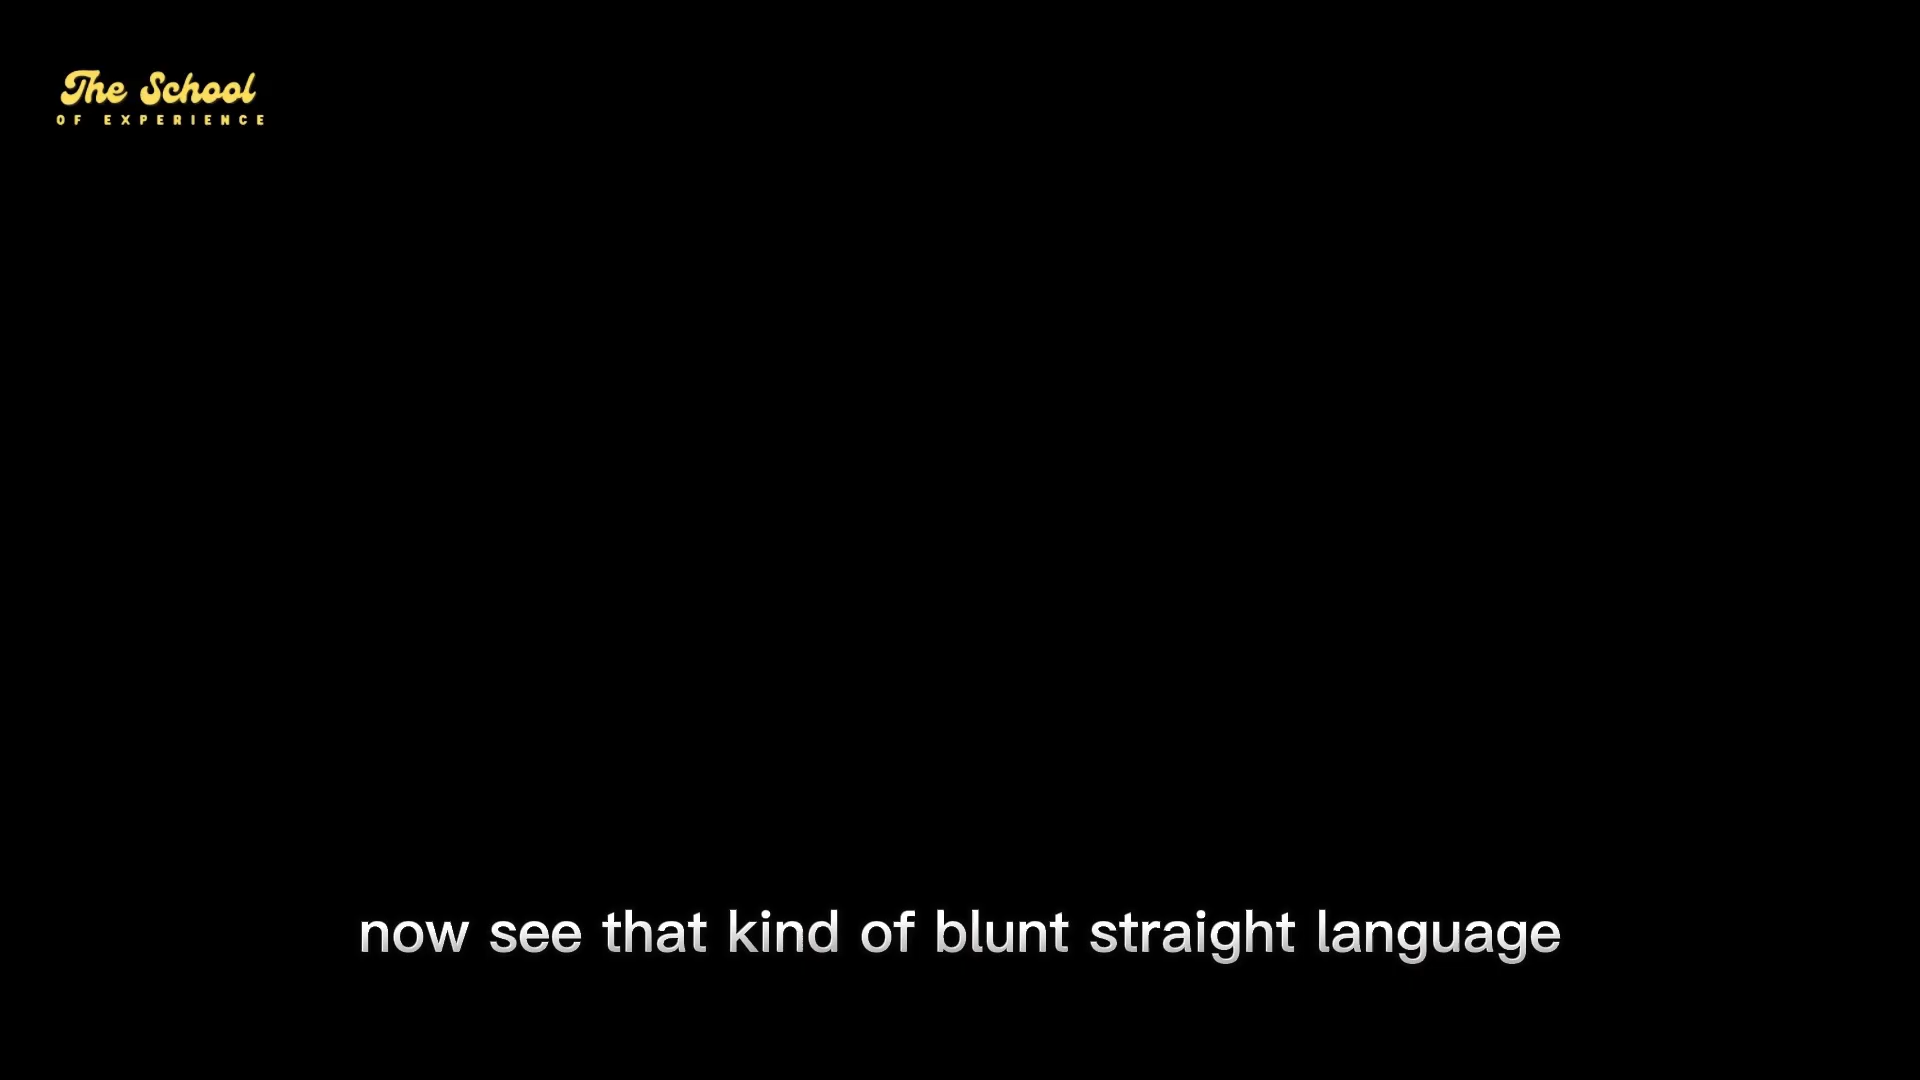 The School
OF EXPERIENCE
now see that kind of blunt straight language